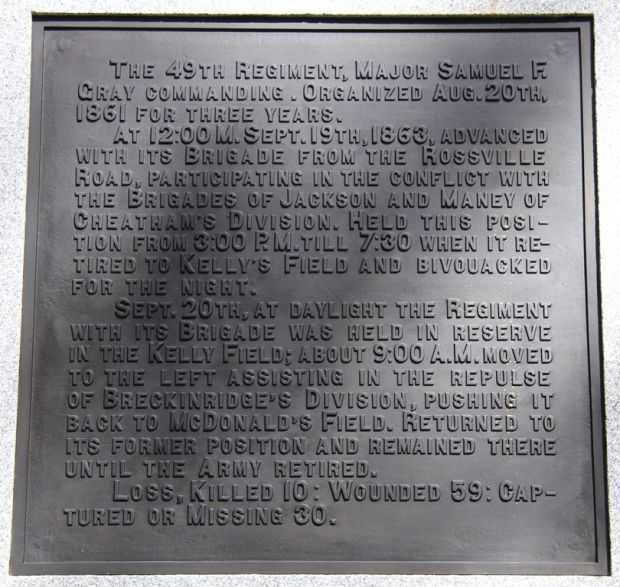 THE 49TH REGIMENT, MAJOR SAMUEL F.
GRAY COMMANDING. ORGANIZED AUG. 20TH,
1861 FOR THREE YEARS.
AT 12:00 M. SEPT. 19TH, 1863, ADVANCED
WITH ITS BRIGADE FROM THE ROSSVILLE
ROAD, PARTICIPATING IN THE CONFLICT WITH
THE BRIGADES OF JACKSON AND MANEY OF
CHEATHAM'S DIVISION. HELD THIS POSI-
TION FROM 3:00 P.M. TILL 7:30 WHEN IT RE-
TIRED TO KELLY'S FIELD AND BIVOUACKED
FOR THE NIGHT.
SEPT. 20TH, AT DAYLIGHT THE REGIMENT
WITH ITS BRIGADE WAS HELD IN RESERVE
IN THE KELLY FIELD; ABOUT 9:00 A.M. MOVED
TO THE LEFT ASSISTING IN THE REPULSE
OF BRECKINRIDGE'S DIVISION, PUSHING IT
BACK TO MCDONALD'S FIELD. RETURNED TO
ITS FORMER POSITION AND REMAINED THERE
UNTIL THE ARMY RETIRED.
LOSS, KILLED 10: WOUNDED 59: CAP-
TURED OR MISSING 30.